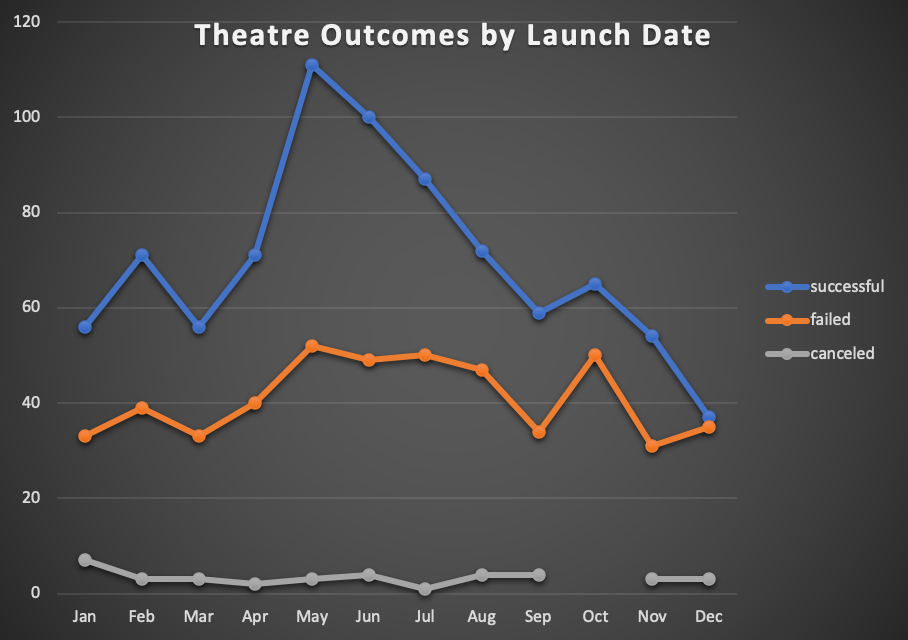 Theatre Outcomes by Launch Date
120
100
80
60
40
20
0
Jan Feb Mar Apr May Jun Jul Aug Sep Oct Nov Dec
successful
failed
canceled